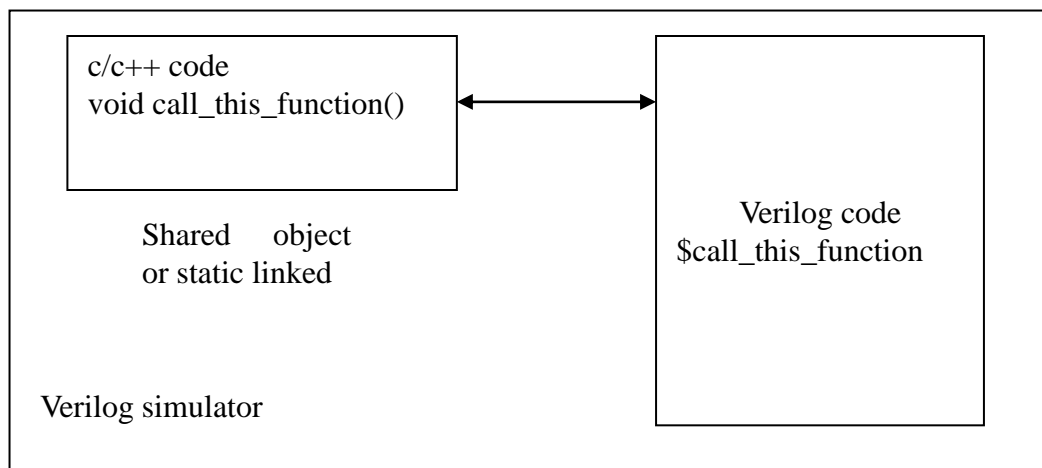 c/c++ code
void call_this_function()
Shared object
or static linked
Verilog code
$call_this_function
Verilog simulator